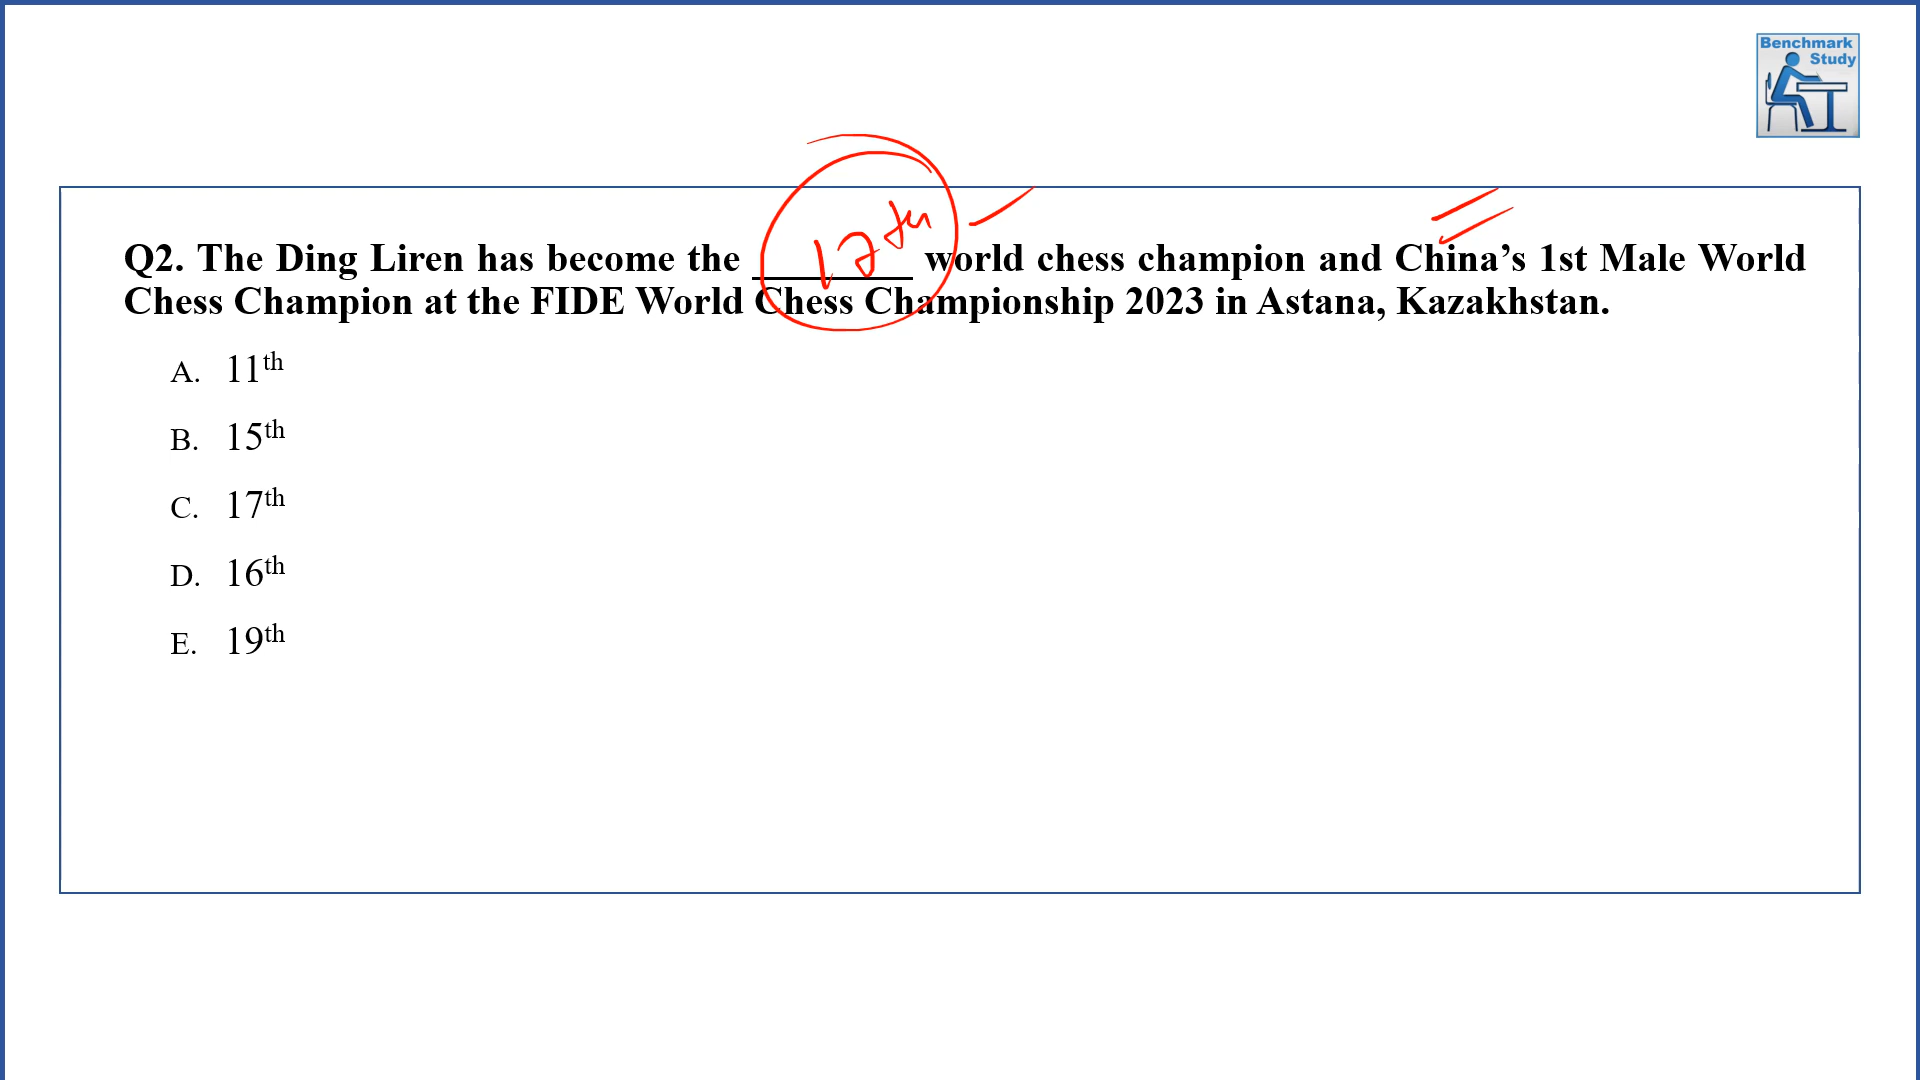 Benchmark
Study
17th
Q2. The Ding Liren has become the ________ world chess champion and China’s 1st Male World
Chess Champion at the FIDE World Chess Championship 2023 in Astana, Kazakhstan.
A. 11th
B. 15th
C. 17th
D. 16th
E. 19th